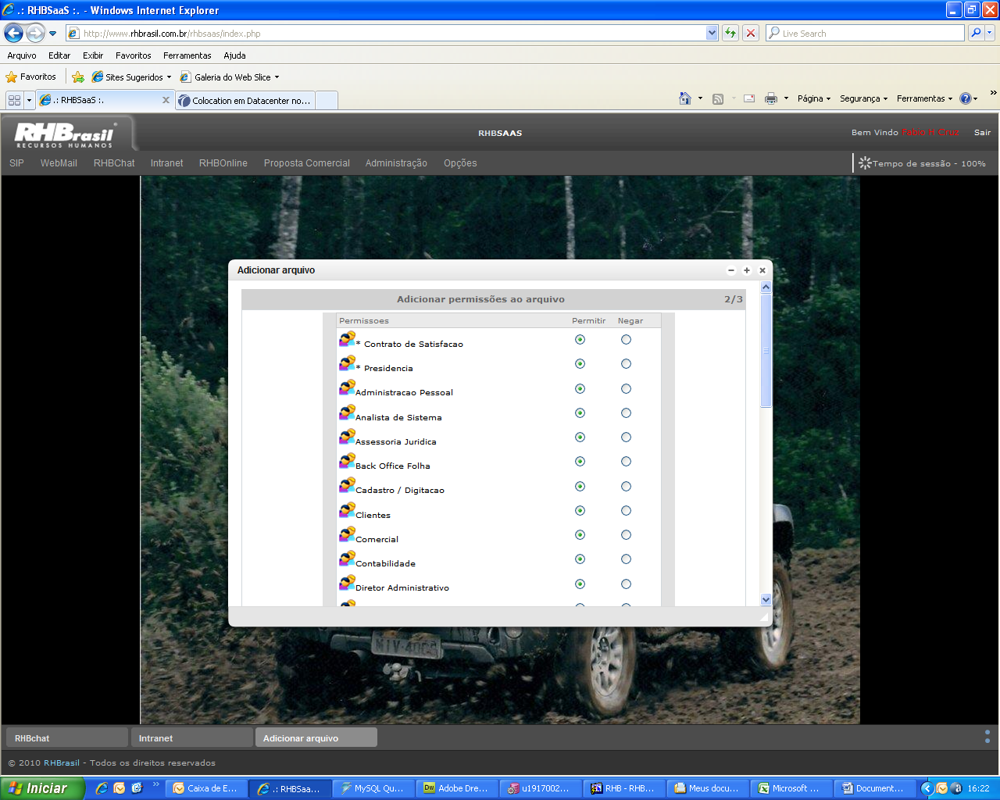 .: RHBSaaS :. - Windows Internet Explorer
http://www.rhbrasil.com.br/rhbsaas/index.php
Live Search
Arquivo Editar Exibir Favoritos Ferramentas Ajuda
Favoritos Sites Sugeridos Galeria do Web Slice
.: RHBSaaS :. Colocation em Datacenter no... Página Segurança Ferramentas
RHBrasil
RECURSOS HUMANOS
RHBSAAS
Bem Vindo Fabio H Cruz Sair
SIP WebMail RHBChat Intranet RHBOnline Proposta Comercial Administração Opções
Tempo de sessão - 100%
Adicionar arquivo
Adicionar permissões ao arquivo 2/3
Permissoes Permitir Negar
* Contrato de Satisfacao
* Presidencia
Administracao Pessoal
Analista de Sistema
Assessoria Juridica
Back Office Folha
Cadastro / Digitacao
Clientes
Comercial
Contabilidade
Diretor Administrativo
RHBchat Intranet Adicionar arquivo
© 2010 RHBrasil - Todos os direitos reservados
Iniciar Caixa de E... .: RHBSaa... MySQL Qu... Adobe Dre... u1917002... RHB - RHB... Meus docu... Microsoft ... Document... 16:22